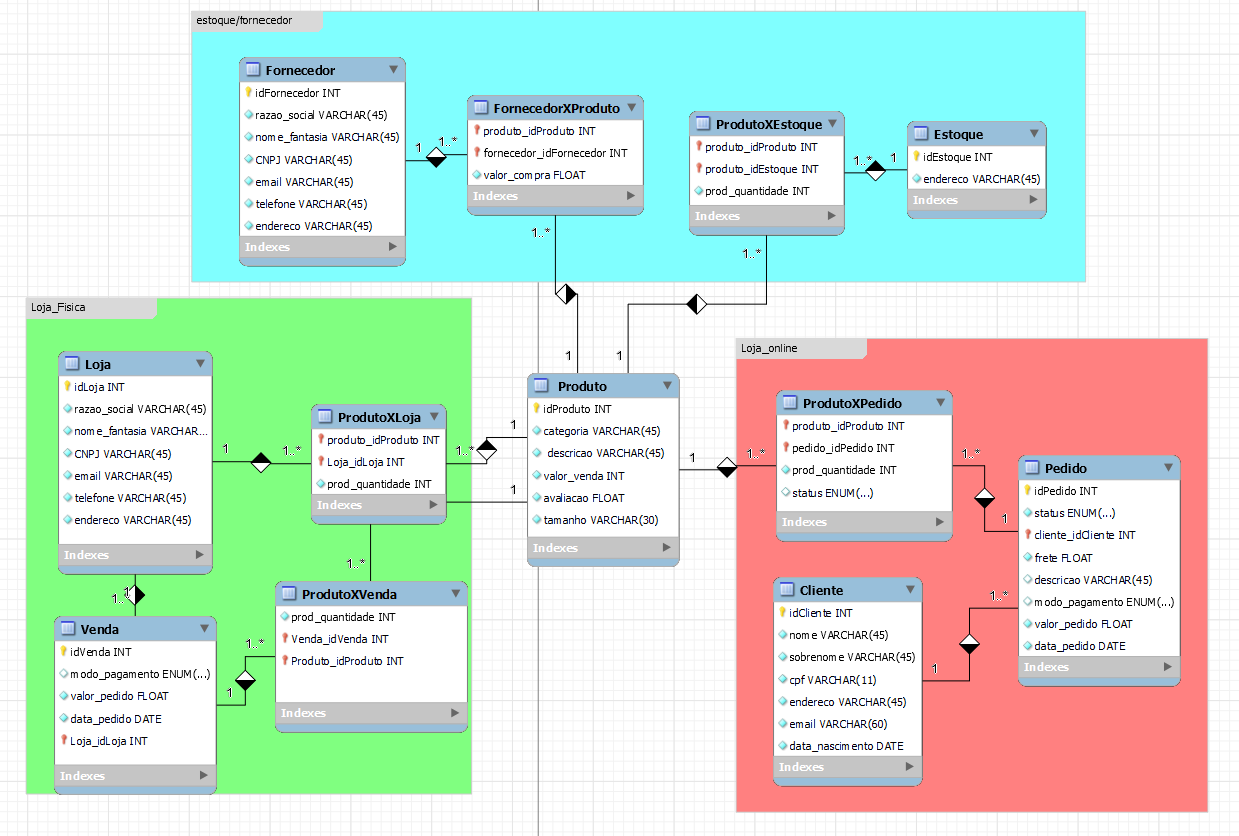 estoque/fornecedor
Fornecedor
idFornecedor INT
razao_social VARCHAR(45)
nome_fantasia VARCHAR(45)
CNPJ VARCHAR(45)
email VARCHAR(45)
telefone VARCHAR(45)
endereco VARCHAR(45)
Indexes
1
1..*
FornecedorXProduto
produto_idProduto INT
fornecedor_idFornecedor INT
valor_compra FLOAT
Indexes
1..*
1
ProdutoXEstoque
produto_idProduto INT
produto_idEstoque INT
prod_quantidade INT
Indexes
1..*
1
1..*
1
Estoque
idEstoque INT
endereco VARCHAR(45)
Indexes
Loja_Fisica
Loja
idLoja INT
razao_social VARCHAR(45)
nome_fantasia VARCHAR...
CNPJ VARCHAR(45)
email VARCHAR(45)
telefone VARCHAR(45)
endereco VARCHAR(45)
Indexes
1
1..*
ProdutoXLoja
produto_idProduto INT
Loja_idLoja INT
prod_quantidade INT
Indexes
1..*
1
1
1..*
Produto
idProduto INT
categoria VARCHAR(45)
descricao VARCHAR(45)
valor_venda INT
avaliacao FLOAT
tamanho VARCHAR(30)
Indexes
1
1..*
1
1..*
Venda
idVenda INT
modo_pagamento ENUM(...)
valor_pedido FLOAT
data_pedido DATE
Loja_idLoja INT
Indexes
1
1..*
ProdutoXVenda
prod_quantidade INT
Venda_idVenda INT
Produto_idProduto INT
Indexes
Loja_online
ProdutoXPedido
produto_idProduto INT
pedido_idPedido INT
prod_quantidade INT
status ENUM(...)
Indexes
1..*
1
Pedido
idPedido INT
status ENUM(...)
cliente_idCliente INT
frete FLOAT
descricao VARCHAR(45)
modo_pagamento ENUM(...)
valor_pedido FLOAT
data_pedido DATE
Indexes
1..*
1
Cliente
idCliente INT
nome VARCHAR(45)
sobrenome VARCHAR(45)
cpf VARCHAR(11)
endereco VARCHAR(45)
email VARCHAR(60)
data_nascimento DATE
Indexes